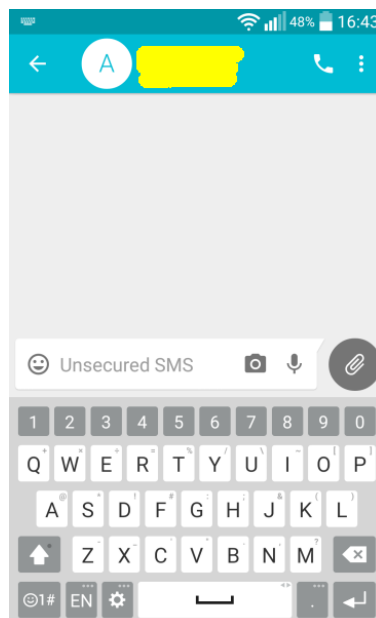 48% 16:43
A
Unsecured SMS
1 2 3 4 5 6 7 8 9 0
Q W E R T Y U I O P
A S D F G H J K L
Z X C V B N M
1# EN .